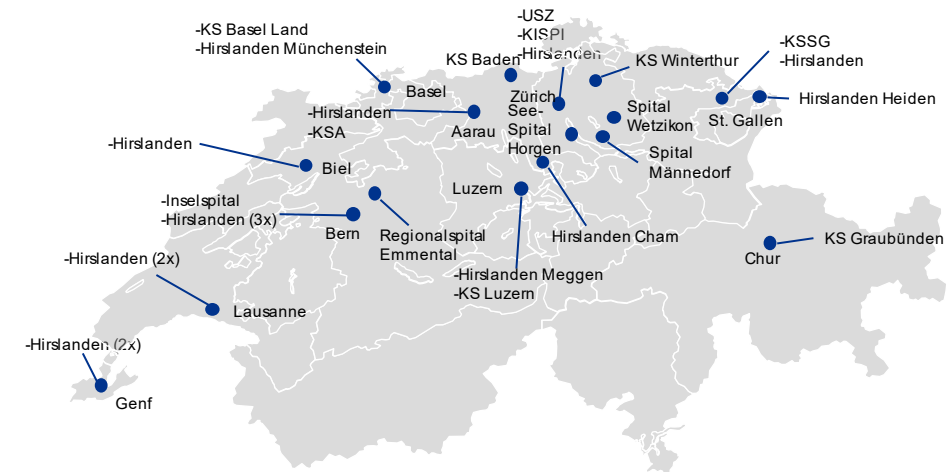 -USZ
-KISPI
-Hirslanden
-KS Basel Land
-Hirslanden Münchenstein
KS Baden
KS Winterthur
-KSSG
-Hirslanden
Basel
Zürich
Hirslanden Heiden
-Hirslanden
-KSA
Aarau
See-
Spital
Horgen
Spital
Wetzikon
St. Gallen
-Hirslanden
Biel
Spital
Männedorf
Luzern
-Inselspital
-Hirslanden (3x)
Bern
Regionalspital
Emmental
Hirslanden Cham
KS Graubünden
Chur
-Hirslanden (2x)
-Hirslanden Meggen
-KS Luzern
Lausanne
-Hirslanden (2x)
Genf